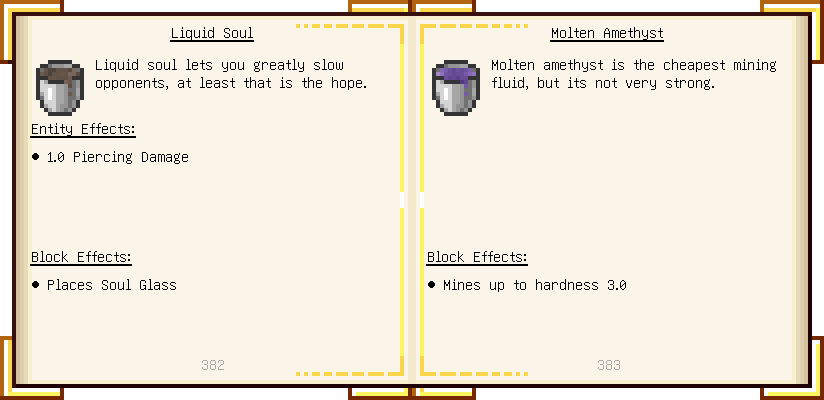 Liquid Soul
Liquid soul lets you greatly slow
opponents, at least that is the hope.
Entity Effects:
• 1.0 Piercing Damage
Block Effects:
• Places Soul Glass
382
Molten Amethyst
Molten amethyst is the cheapest mining
fluid, but its not very strong.
Block Effects:
• Mines up to hardness 3.0
383